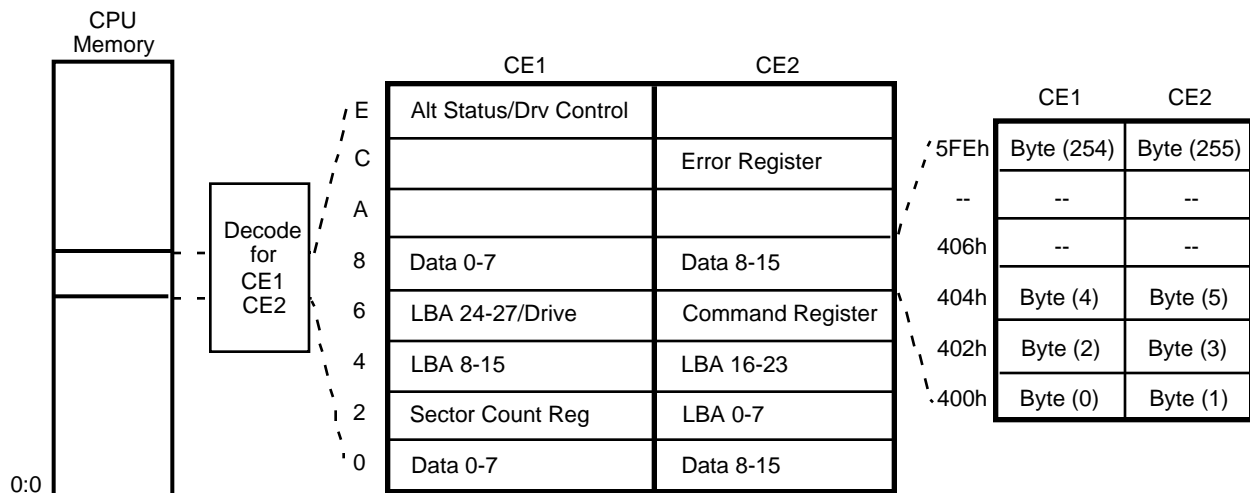 CPU
Memory
0:0
Decode
for
CE1
CE2
CE1 CE2
E Alt Status/Drv Control
C Error Register
A
8 Data 0-7 Data 8-15
6 LBA 24-27/Drive Command Register
4 LBA 8-15 LBA 16-23
2 Sector Count Reg LBA 0-7
0 Data 0-7 Data 8-15
CE1 CE2
5FEh Byte (254) Byte (255)
-- -- --
406h -- --
404h Byte (4) Byte (5)
402h Byte (2) Byte (3)
400h Byte (0) Byte (1)